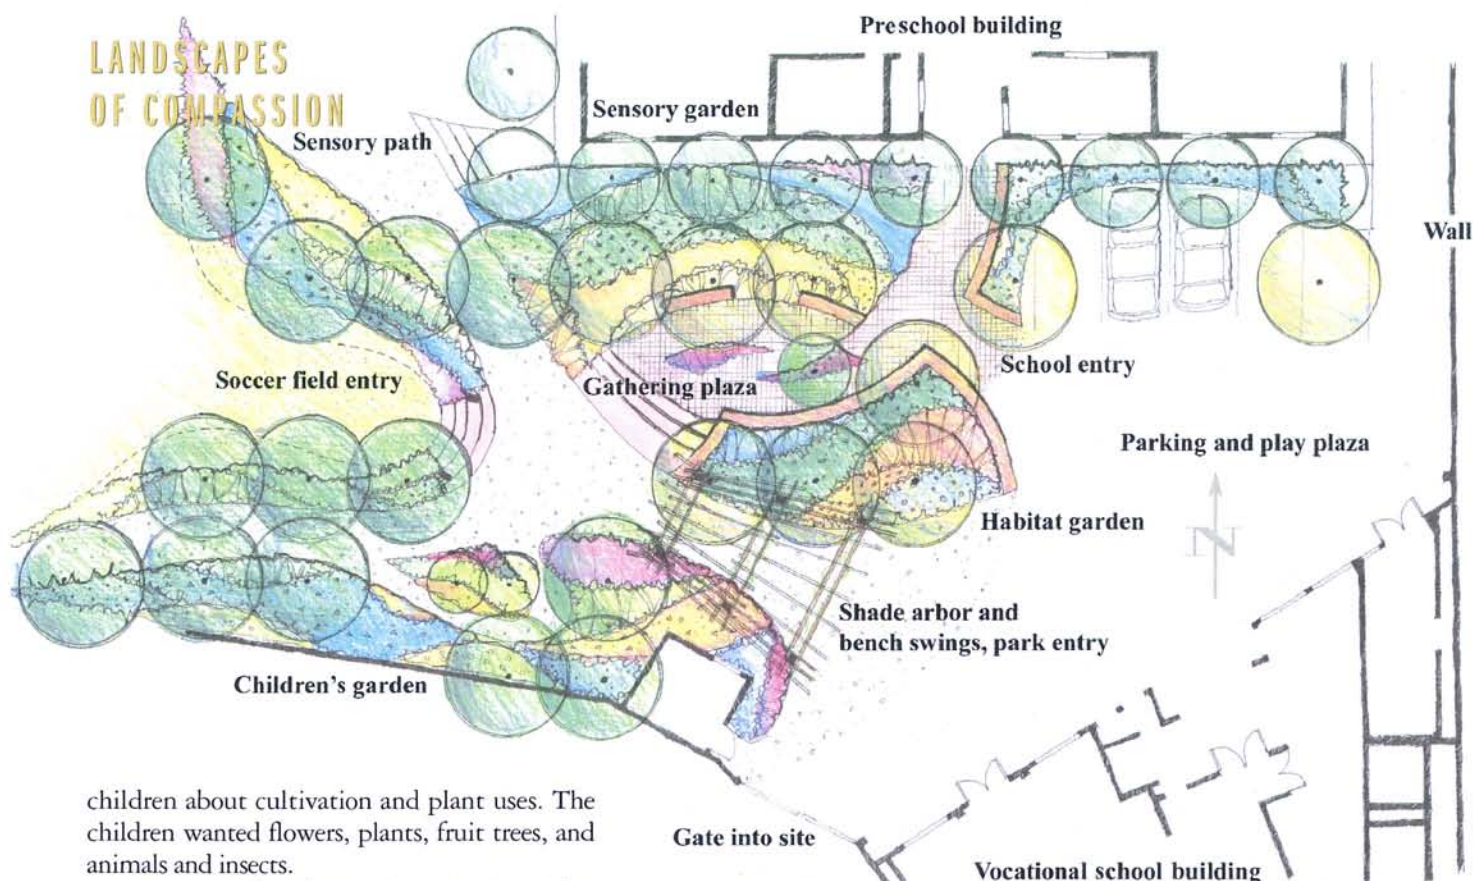 LANDSCAPES
OF COMPASSION
Preschool building
Sensory garden
Sensory path
Wall
School entry
Soccer field entry
Gathering plaza
Parking and play plaza
N
Habitat garden
Shade arbor and
bench swings, park entry
Children's garden
Gate into site
Vocational school building
children about cultivation and plant uses. The
children wanted flowers, plants, fruit trees, and
animals and insects.